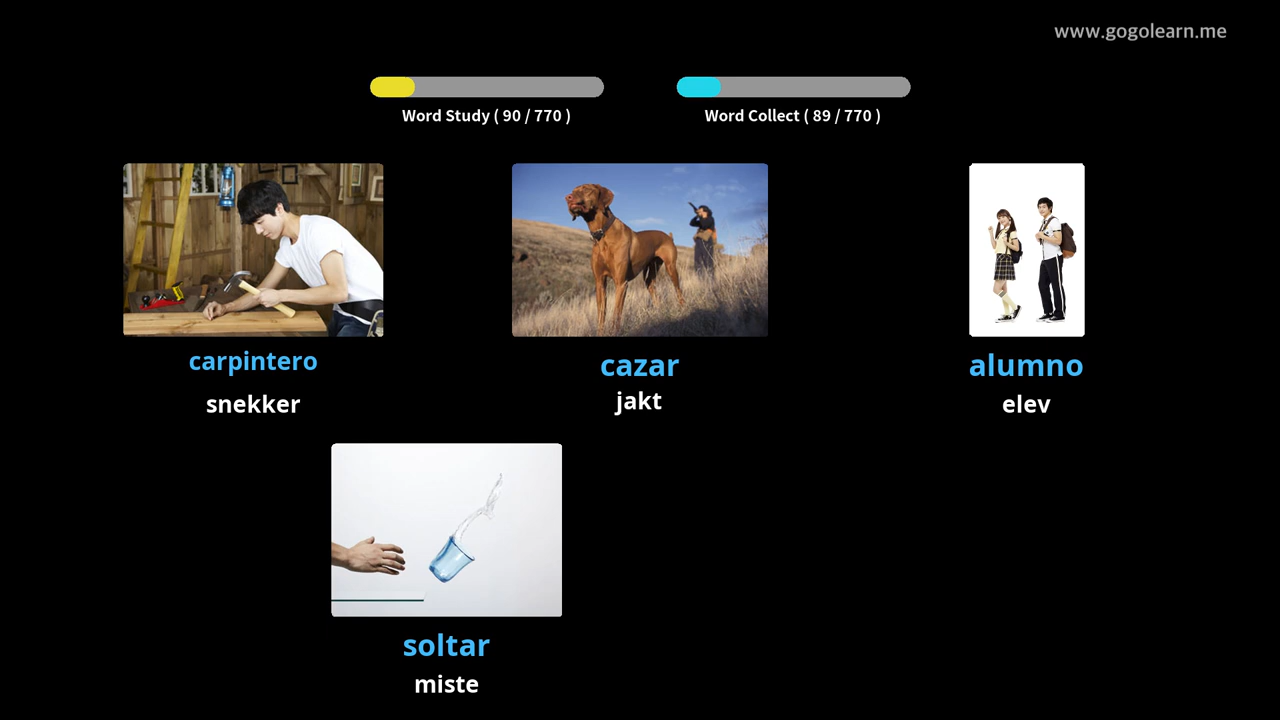 www.gogolearn.me
Word Study ( 90 / 770 )
Word Collect ( 89 / 770 )
carpintero
snekker
cazar
jakt
alumno
elev
soltar
miste